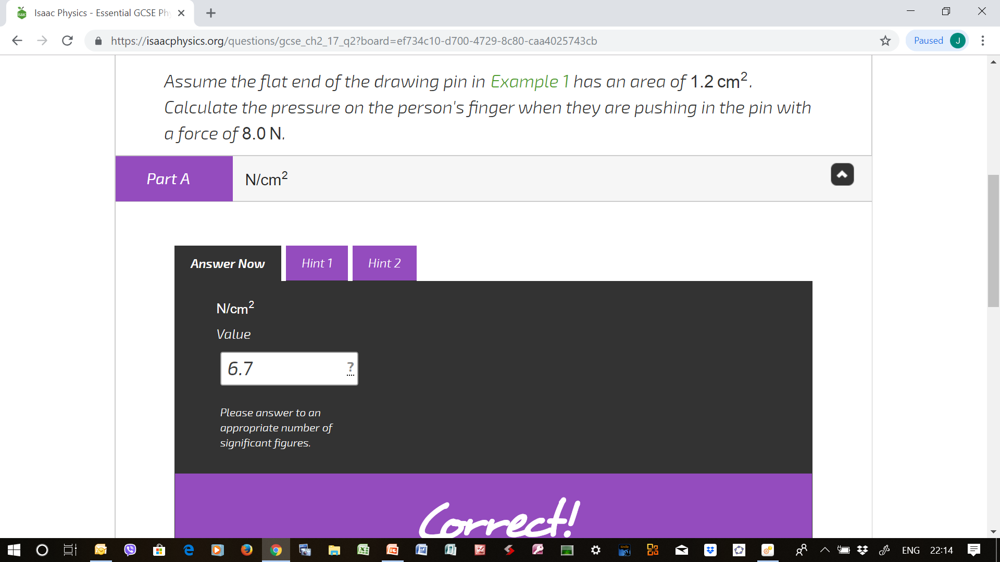 Isaac Physics - Essential GCSE Ph
https://isaacphysics.org/questions/gcse_ch2_17_q2?board=ef734c10-d700-4729-8c80-caa4025743cb
Paused J
Assume the flat end of the drawing pin in Example 1 has an area of 1.2 cm².
Calculate the pressure on the person's finger when they are pushing in the pin with
a force of 8.0 N.
Part A N/cm²
Answer Now Hint 1 Hint 2
N/cm²
Value
6.7 ?
Please answer to an
appropriate number of
significant figures.
Correct!
ENG 22:14